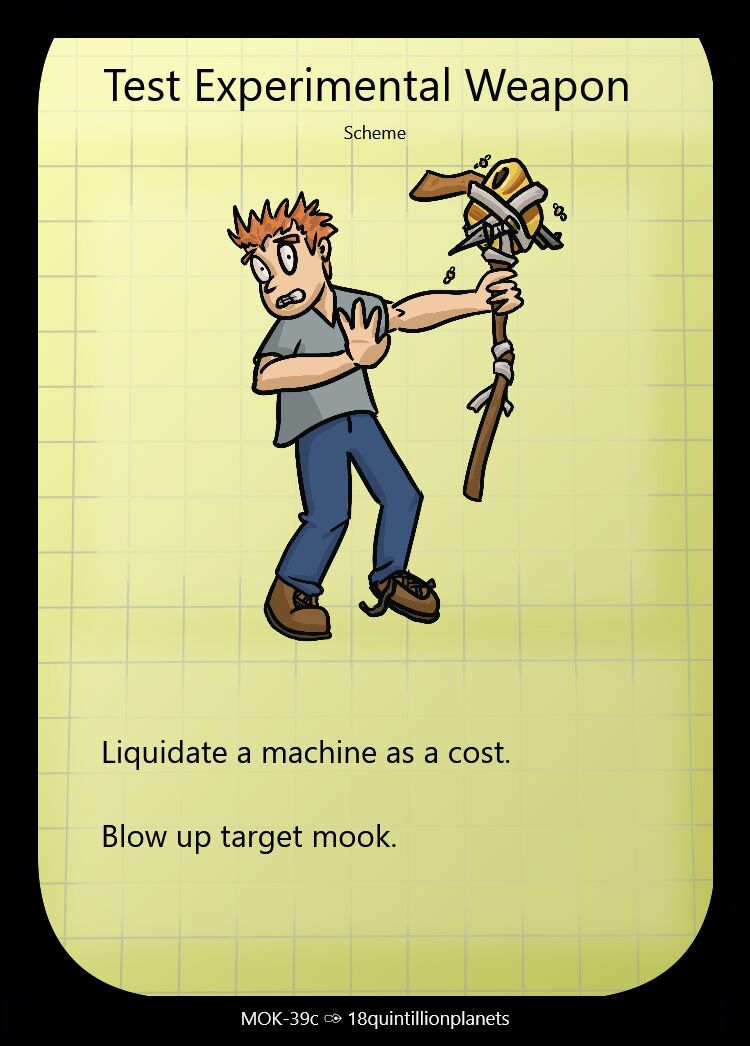 Test Experimental Weapon
Scheme
Liquidate a machine as a cost.
Blow up target mook.
MOK-39c ✑ 18quintillionplanets